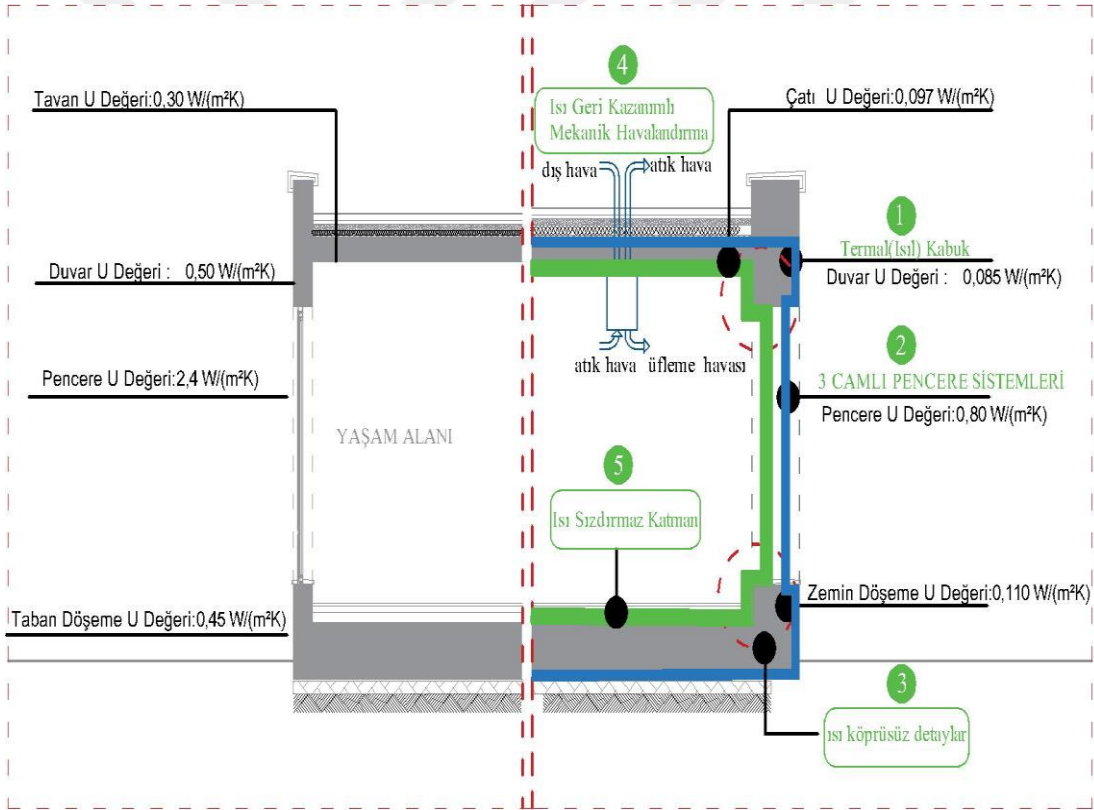 Tavan U Değeri:0,30 W/(m²K)
Duvar U Değeri : 0,50 W/(m²K)
Pencere U Değeri:2,4 W/(m²K)
YAŞAM ALANI
Taban Döşeme U Değeri:0,45 W/(m²K)
4
Isı Geri Kazanımlı
Mekanik Havalandırma
dış hava
atık hava
atık hava
üfleme havası
5
Isı Sızdırmaz Katman
Çatı U Değeri:0,097 W/(m²K)
1
Termal(Isıl) Kabuk
Duvar U Değeri : 0,085 W/(m²K)
2
3 CAMLI PENCERE SİSTEMLERİ
Pencere U Değeri:0,80 W/(m²K)
Zemin Döşeme U Değeri:0,110 W/(m²K)
3
ısı köprüsüz detaylar